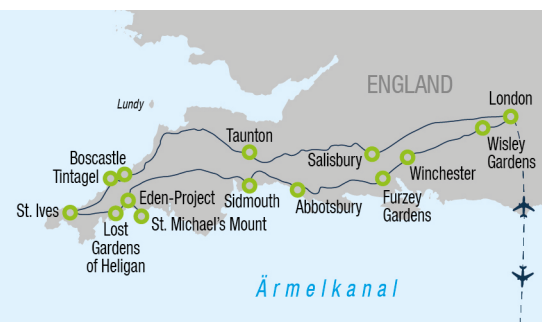 ENGLAND
London
Lundy
Taunton
Salisbury
Wisley
Gardens
Boscastle
Tintagel
Winchester
Eden-Project
Sidmouth
Abbotsbury
Furzey
Gardens
St. Ives
St. Michael's Mount
Lost
Gardens
of Heligan
Ärmelkanal